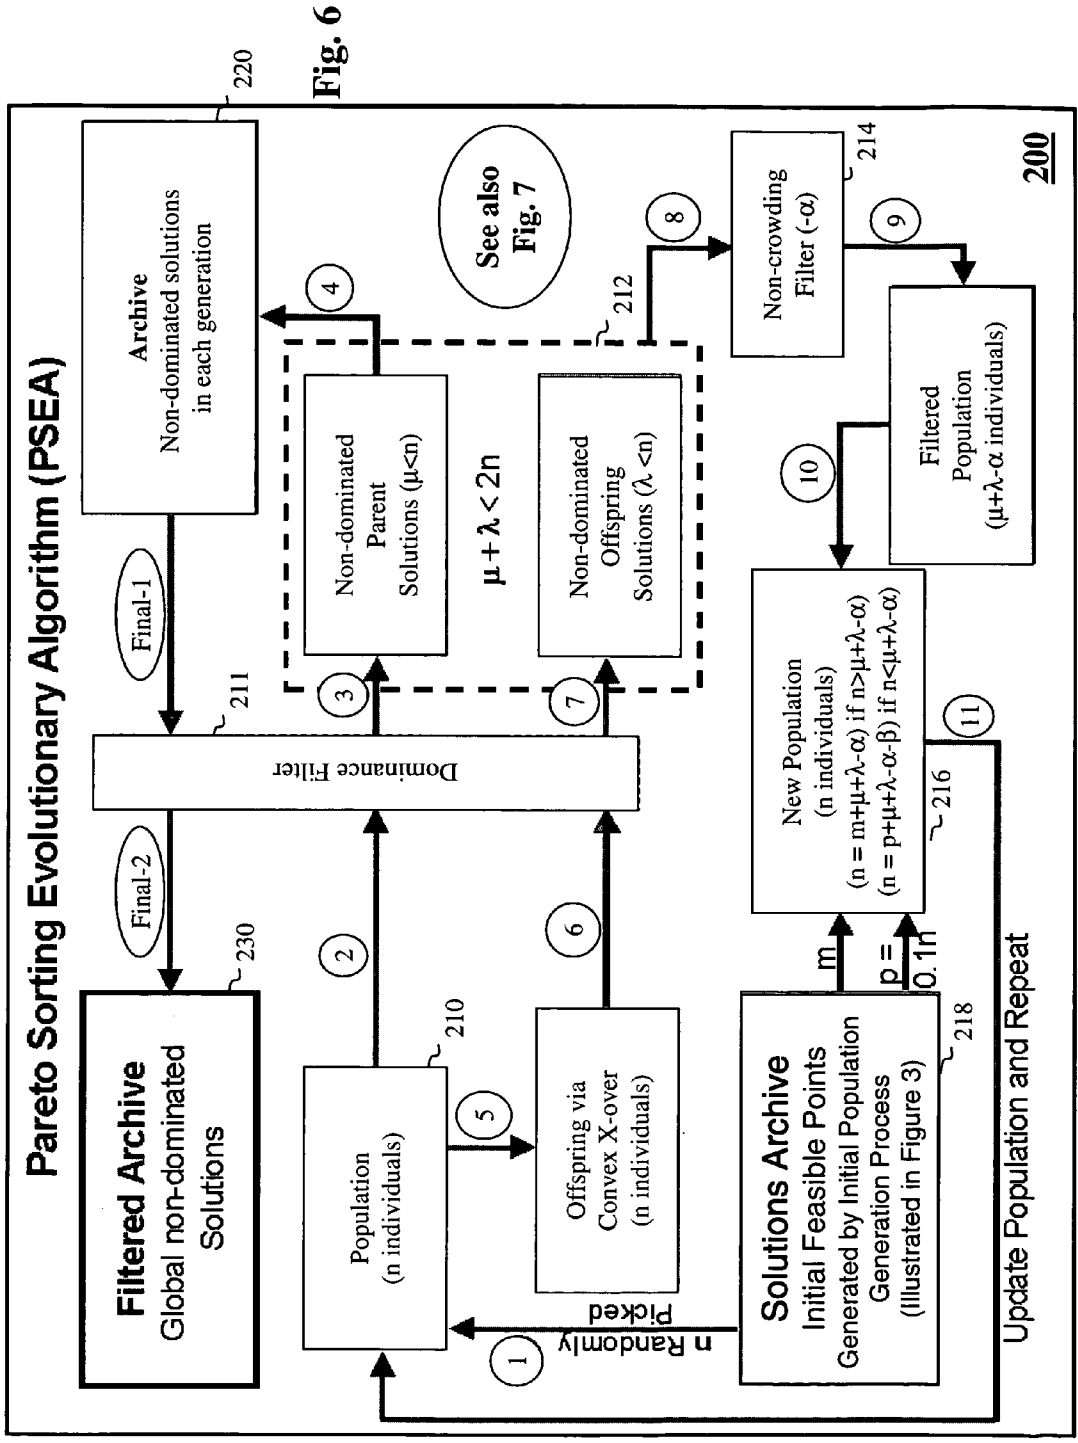 Pareto Sorting Evolutionary Algorithm (PSEA)
Fig. 6
Filtered Archive
Global non-dominated
Solutions
230
Final-2
211
Final-1
Archive
Non-dominated solutions
in each generation
220
Population
(n individuals)
210
2
Dominance Filter
3
Non-dominated
Parent
Solutions (μ<n)
4
μ + λ < 2n
See also
Fig. 7
5
Offspring via
Convex X-over
(n individuals)
6
7
Non-dominated
Offspring
Solutions (λ <n)
212
8
1
n Randomly
Picked
Solutions Archive
Initial Feasible Points
Generated by Initial Population
Generation Process
(Illustrated in Figure 3)
218
m
p =
0.1n
New Population
(n individuals)
(n = m+μ+λ-α) if n>μ+λ-α)
(n = p+μ+λ-α-β) if n<μ+λ-α)
216
10
Non-crowding
Filter (-α)
214
9
Filtered
Population
(μ+λ-α individuals)
11
Update Population and Repeat
200